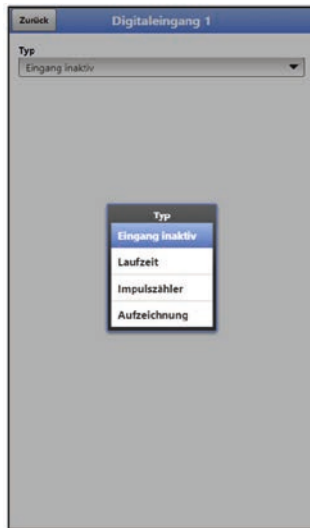 Zurück
Digitaleingang 1
Typ
Eingang inaktiv
Typ
Eingang inaktiv
Laufzeit
Impulszähler
Aufzeichnung